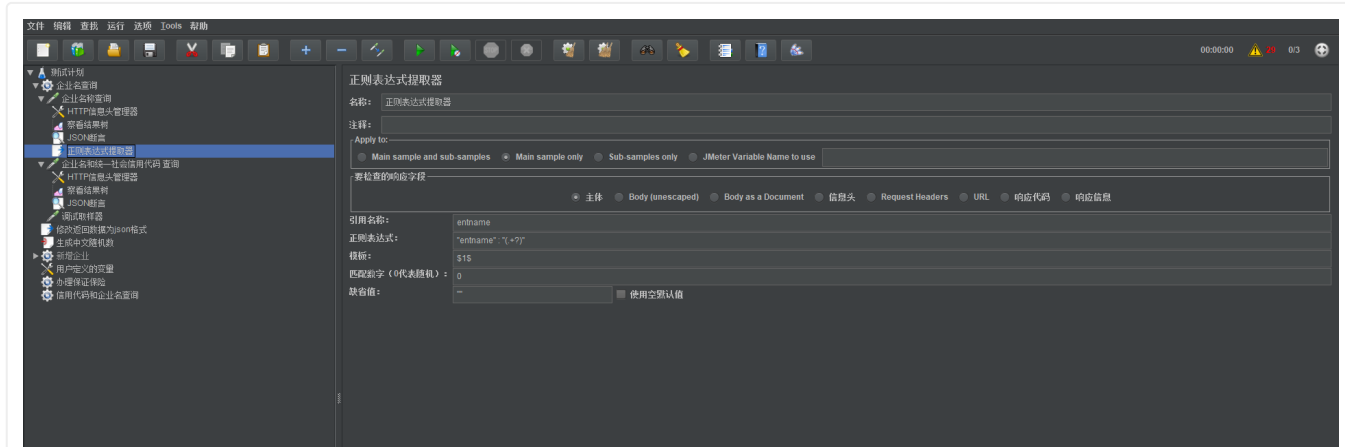 文件 编辑 查找 运行 选项 Tools 帮助
00:00:00 20 0/3
测试计划
企业名查询
企业名称查询
HTTP信息头管理器
察看结果树
JSON断言
正则表达式提取器
企业名和统一社会信用代码 查询
HTTP信息头管理器
察看结果树
JSON断言
调试取样器
修改返回数据为json格式
生成中文随机数
新增企业
用户定义的变量
办理保证保险
信用代码和企业名查询
正则表达式提取器
名称: 正则表达式提取器
注释:
Apply to:
Main sample and sub-samples Main sample only Sub-samples only JMeter Variable Name to use
要检查的响应字段
主体 Body (unescaped) Body as a Document 信息头 Request Headers URL 响应代码 响应信息
引用名称: entname
正则表达式: "entname" : "(.+?)"
模板: $1$
匹配数字 (0代表随机) : 0
缺省值: "" 使用空默认值